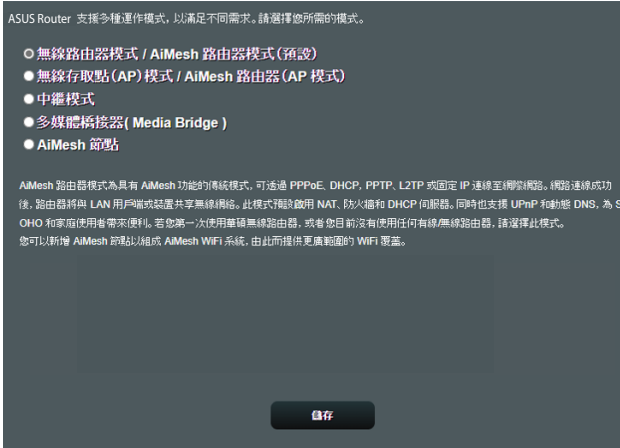 ASUS Router 支援多種運作模式，以滿足不同需求。請選擇您所需的模式。
無線路由器模式 / AiMesh 路由器模式(預設)
無線存取點(AP)模式 / AiMesh 路由器(AP 模式)
中繼模式
多媒體橋接器( Media Bridge )
AiMesh 節點
AiMesh 路由器模式為具有 AiMesh 功能的傳統模式, 可透過 PPPoE、DHCP, PPTP、L2TP 或固定 IP 連線至網際網路。網路連線成功
後, 路由器將與 LAN 用戶端或裝置共享無線網絡。此模式預設啟用 NAT、防火牆和 DHCP 伺服器。同時也支援 UPnP 和動態 DNS, 為 S
OHO 和家庭使用者帶來便利。若您第一次使用華碩無線路由器, 或者您目前沒有使用任何有線/無線路由器, 請選擇此模式。
您可以新增 AiMesh 節點以組成 AiMesh WiFi 系統, 由此而提供更廣範圍的 WiFi 覆蓋。
儲存